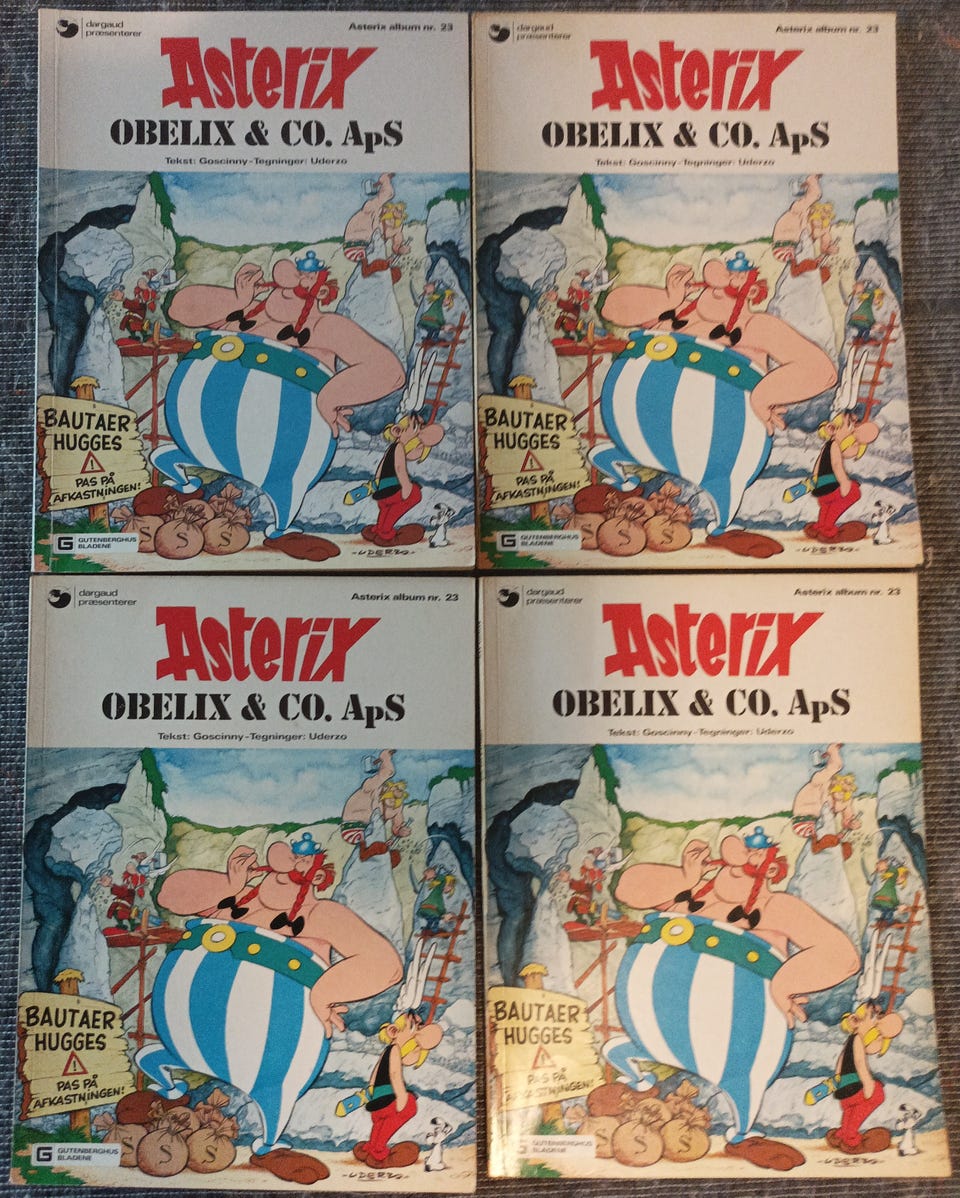 dargaud
præsenterer
Asterix album nr. 23
Asterix
OBELIX & CO. ApS
Tekst: Goscinny-Tegninger: Uderzo
BAUTAER
HUGGES
!
PAS PÅ
AFKASTNINGEN!
S S S
G GUTENBERGHUS
BLADENE
-UDERZO-
dargaud
præsenterer
Asterix album nr. 23
Asterix
OBELIX & CO. ApS
Tekst: Goscinny-Tegninger: Uderzo
BAUTAER
HUGGES
!
PAS PÅ
AFKASTNINGEN!
S S S
G GUTENBERGHUS
BLADENE
-UDERZO-
dargaud
præsenterer
Asterix album nr. 23
Asterix
OBELIX & CO. ApS
Tekst: Goscinny-Tegninger: Uderzo
BAUTAER
HUGGES
!
PAS PÅ
AFKASTNINGEN!
S S S
G GUTENBERGHUS
BLADENE
-UDERZO-
dargaud
præsenterer
Asterix album nr. 23
Asterix
OBELIX & CO. ApS
Tekst: Goscinny-Tegninger: Uderzo
BAUTAER
HUGGES
!
PAS PÅ
AFKASTNINGEN!
S S S
G GUTENBERGHUS
BLADENE
-UDERZO-